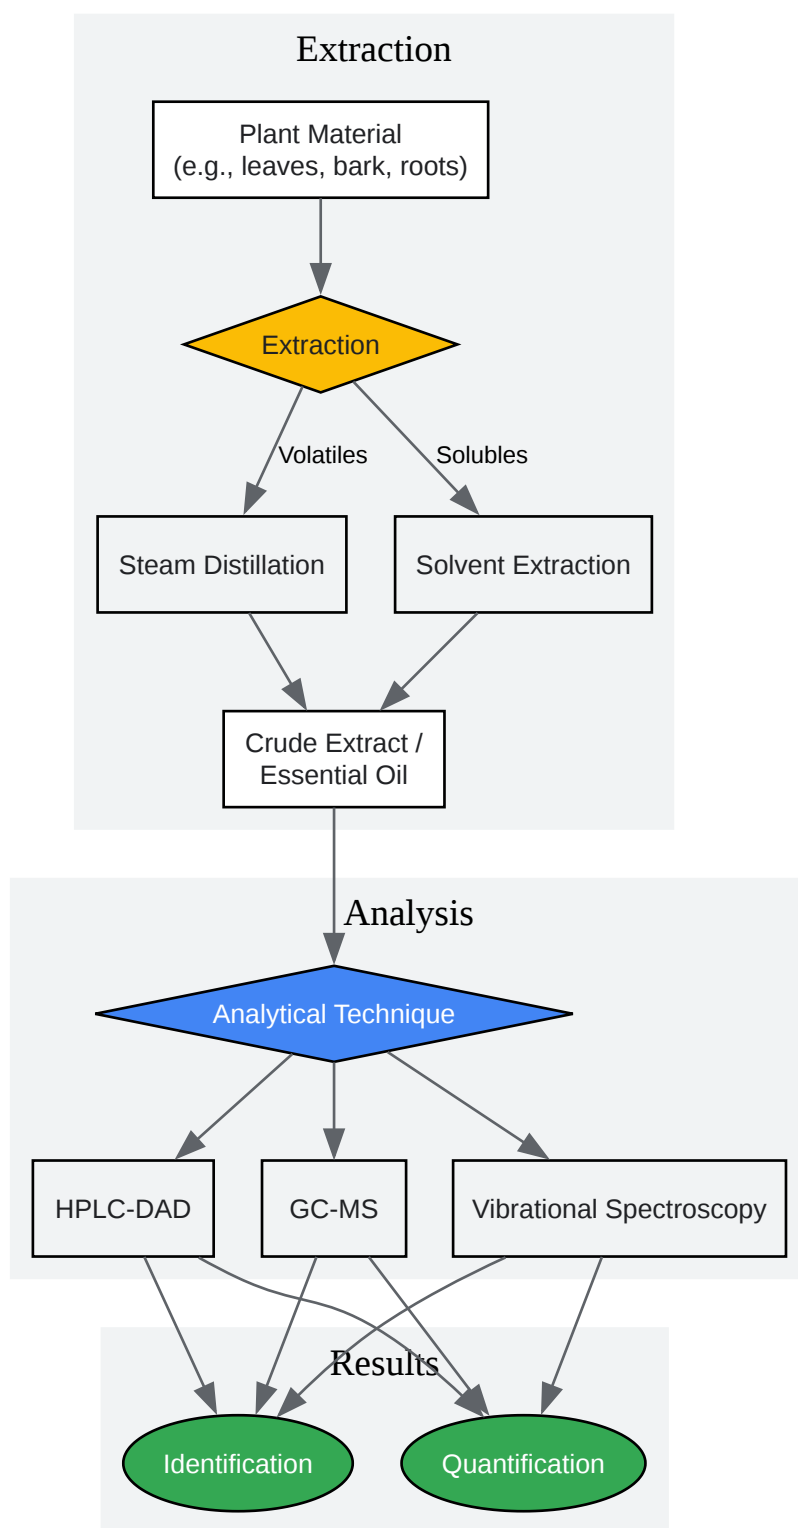 Extraction
Plant Material
(e.g., leaves, bark, roots)
Extraction
Volatiles
Solubles
Steam Distillation
Solvent Extraction
Crude Extract /
Essential Oil
Analysis
Analytical Technique
HPLC-DAD
GC-MS
Vibrational Spectroscopy
Results
Identification
Quantification